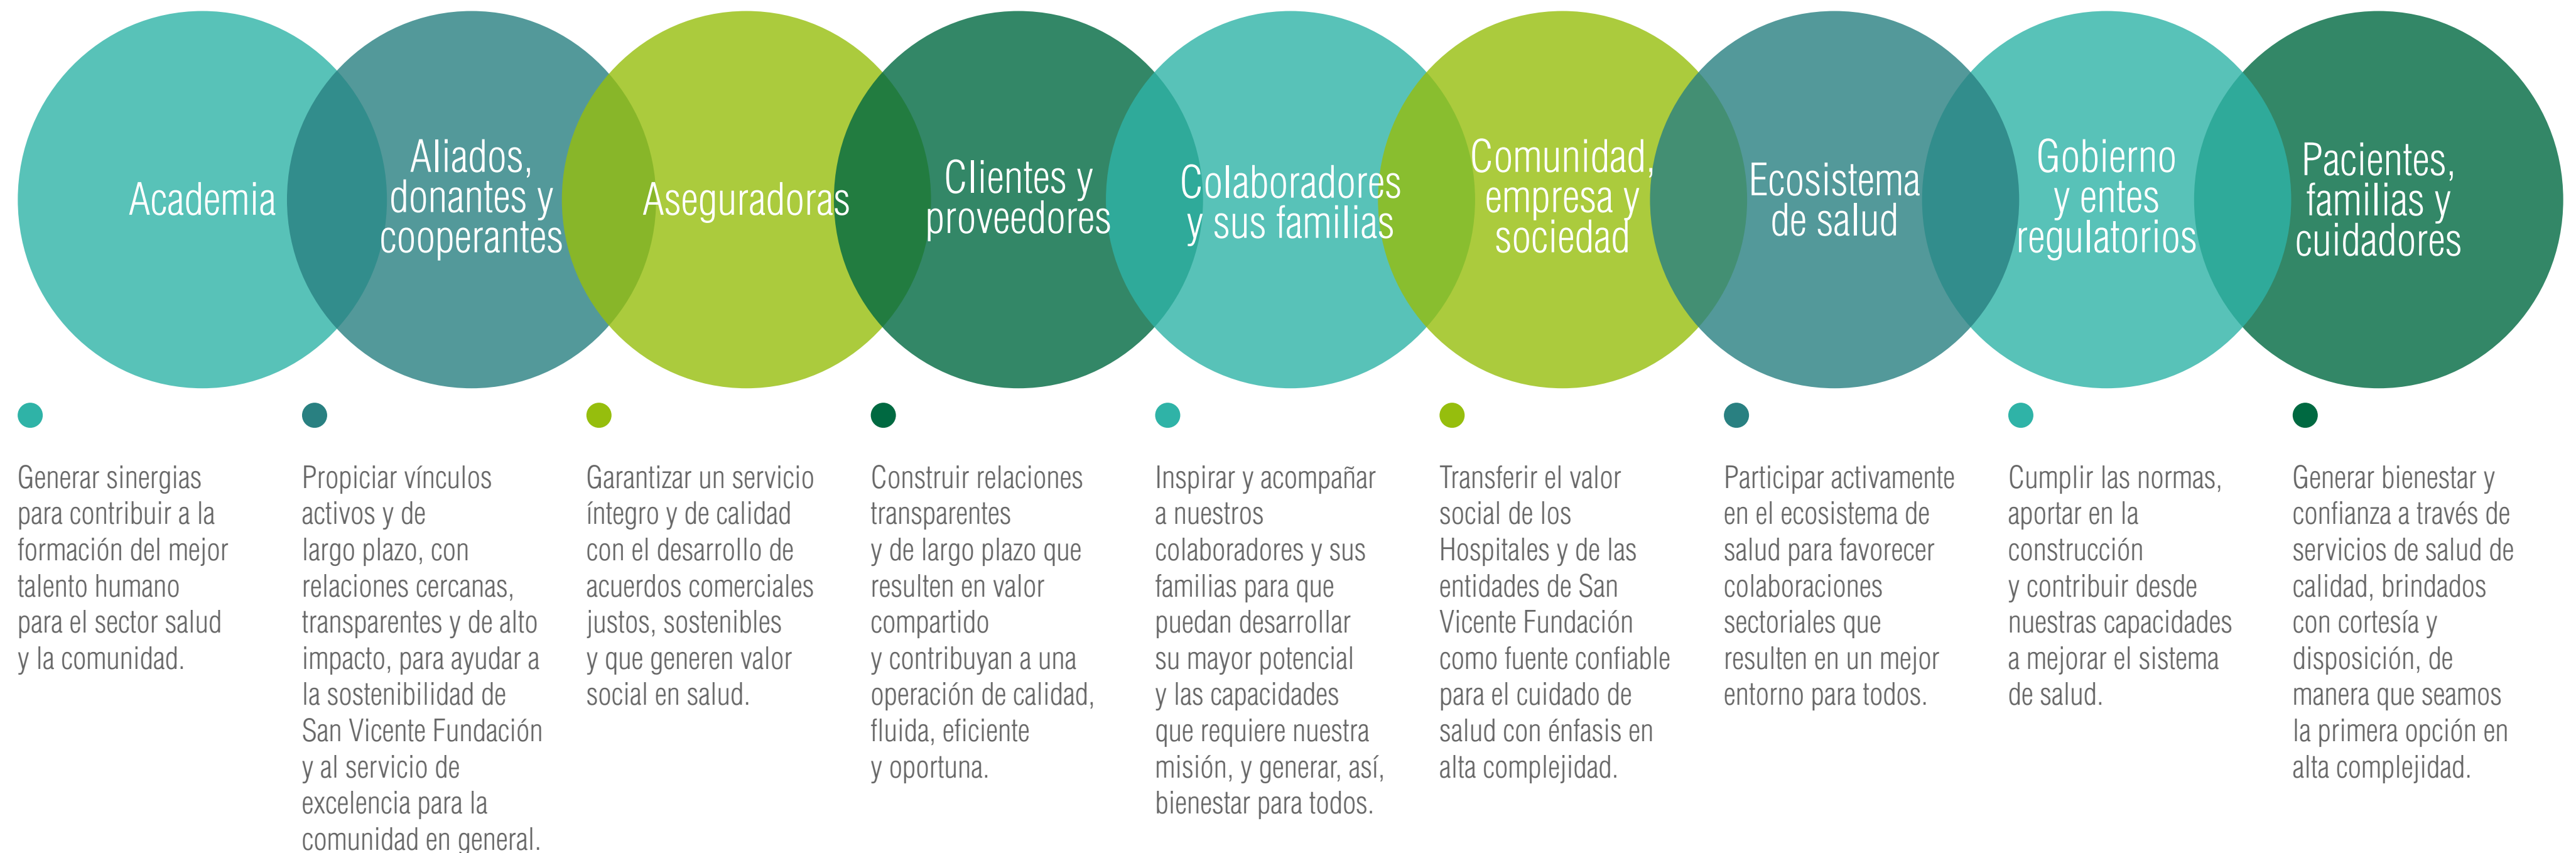 Academia
Aliados,
donantes y
cooperantes
Aseguradoras
Clientes y
proveedores
Colaboradores
y sus familias
Comunidad,
empresa y
sociedad
Ecosistema
de salud
Gobierno
y entes
regulatorios
Pacientes,
familias y
cuidadores
Generar sinergias
para contribuir a la
formación del mejor
talento humano
para el sector salud
y la comunidad.
Propiciar vínculos
activos y de
largo plazo, con
relaciones cercanas,
transparentes y de alto
impacto, para ayudar a
la sostenibilidad de
San Vicente Fundación
y al servicio de
excelencia para la
comunidad en general.
Garantizar un servicio
íntegro y de calidad
con el desarrollo de
acuerdos comerciales
justos, sostenibles
y que generen valor
social en salud.
Construir relaciones
transparentes
y de largo plazo que
resulten en valor
compartido
y contribuyan a una
operación de calidad,
fluida, eficiente
y oportuna.
Inspirar y acompañar
a nuestros
colaboradores y sus
familias para que
puedan desarrollar
su mayor potencial
y las capacidades
que requiere nuestra
misión, y generar, así,
bienestar para todos.
Transferir el valor
social de los
Hospitales y de las
entidades de San
Vicente Fundación
como fuente confiable
para el cuidado de
salud con énfasis en
alta complejidad.
Participar activamente
en el ecosistema de
salud para favorecer
colaboraciones
sectoriales que
resulten en un mejor
entorno para todos.
Cumplir las normas,
aportar en la
construcción
y contribuir desde
nuestras capacidades
a mejorar el sistema
de salud.
Generar bienestar y
confianza a través de
servicios de salud de
calidad, brindados
con cortesía y
disposición, de
manera que seamos
la primera opción en
alta complejidad.